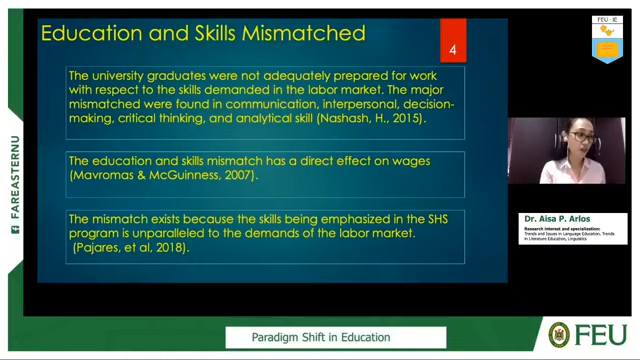 Education and Skills Mismatched
4
The university graduates were not adequately prepared for work
with respect to the skills demanded in the labor market. The major
mismatched were found in communication, interpersonal, decision-
making, critical thinking, and analytical skill (Nashash, H., 2015).
The education and skills mismatch has a direct effect on wages
(Mavromas & McGuinness, 2007).
The mismatch exists because the skills being emphasized in the SHS
program is unparalleled to the demands of the labor market.
(Pajares, et al, 2018).
FEU - IE
FAREASTERNU
Dr. Aisa P. Arlos
Research interest and specialization:
Trends and Issues in Language Education, Trends
in Literature Education, Linguistics
Paradigm Shift in Education
FEU